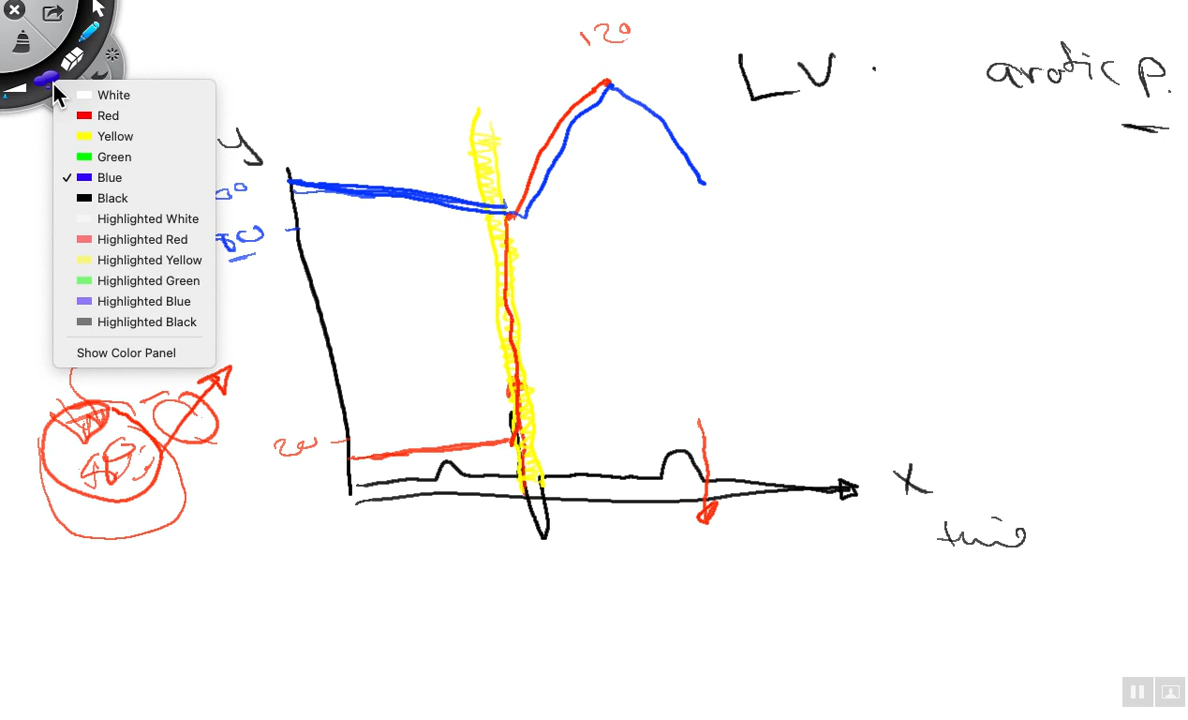 120
LV.
arotic p.
White
Red
Yellow
Green
Blue
Black
Highlighted White
Highlighted Red
Highlighted Yellow
Highlighted Green
Highlighted Blue
Highlighted Black
Show Color Panel
y
80
x